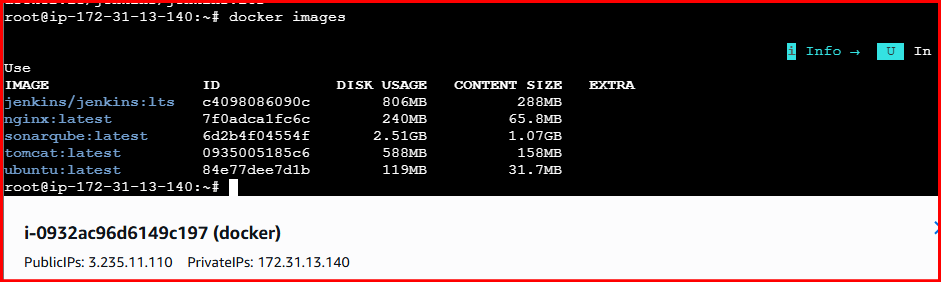 root@ip-172-31-13-140:~# docker images
i Info → U In
Use
IMAGE ID DISK USAGE CONTENT SIZE EXTRA
jenkins/jenkins:lts c4098086090c 806MB 288MB
nginx:latest 7f0adca1fc6c 240MB 65.8MB
sonarqube:latest 6d2b4f04554f 2.51GB 1.07GB
tomcat:latest 0935005185c6 588MB 158MB
ubuntu:latest 84e77dee7d1b 119MB 31.7MB
root@ip-172-31-13-140:~#
i-0932ac96d6149c197 (docker)
PublicIPs: 3.235.11.110 PrivateIPs: 172.31.13.140